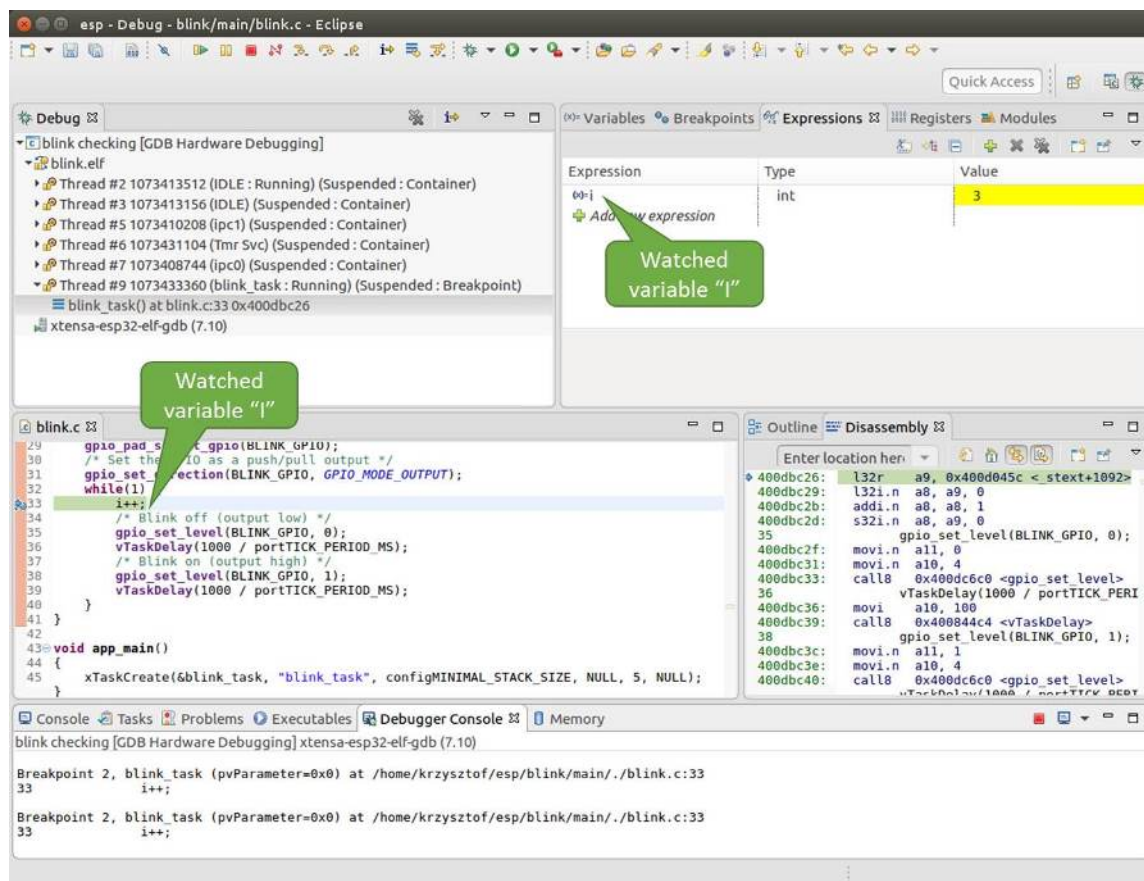 esp - Debug - blink/main/blink.c - Eclipse
Quick Access
Debug
blink checking [GDB Hardware Debugging]
blink.elf
Thread #2 1073413512 (IDLE : Running) (Suspended : Container)
Thread #3 1073413156 (IDLE) (Suspended : Container)
Thread #5 1073410208 (ipc1) (Suspended : Container)
Thread #6 1073431104 (Tmr Svc) (Suspended : Container)
Thread #7 1073408744 (ipc0) (Suspended : Container)
Thread #9 1073433360 (blink_task : Running) (Suspended : Breakpoint)
blink_task() at blink.c:33 0x400dbc26
xtensa-esp32-elf-gdb (7.10)
(x)= Variables Breakpoints Expressions Registers Modules
Expression Type Value
(x)= i int 3
Add expression
Watched
variable “I”
Watched
variable “I”
blink.c
29 gpio_pad_s t_gpio(BLINK_GPIO);
30 /* Set the IO as a push/pull output */
31 gpio_set_ irection(BLINK_GPIO, GPIO_MODE_OUTPUT);
32 while(1)
33 i++;
34 /* Blink off (output low) */
35 gpio_set_level(BLINK_GPIO, 0);
36 vTaskDelay(1000 / portTICK_PERIOD_MS);
37 /* Blink on (output high) */
38 gpio_set_level(BLINK_GPIO, 1);
39 vTaskDelay(1000 / portTICK_PERIOD_MS);
40 }
41 }
42
43 void app_main()
44 {
45 xTaskCreate(&blink_task, "blink_task", configMINIMAL_STACK_SIZE, NULL, 5, NULL);
}
Outline Disassembly
Enter location her
400dbc26: l32r a9, 0x400d045c <_stext+1092>
400dbc29: l32i.n a8, a9, 0
400dbc2b: addi.n a8, a8, 1
400dbc2d: s32i.n a8, a9, 0
35 gpio_set_level(BLINK_GPIO, 0);
400dbc2f: movi.n a11, 0
400dbc31: movi.n a10, 4
400dbc33: call8 0x400dc6c0 <gpio_set_level>
36 vTaskDelay(1000 / portTICK_PERI
400dbc36: movi a10, 100
400dbc39: call8 0x400844c4 <vTaskDelay>
38 gpio_set_level(BLINK_GPIO, 1);
400dbc3c: movi.n a11, 1
400dbc3e: movi.n a10, 4
400dbc40: call8 0x400dc6c0 <gpio_set_level>
vTaskDelay(1000 / portTICK_PERI
Console Tasks Problems Executables Debugger Console Memory
blink checking [GDB Hardware Debugging] xtensa-esp32-elf-gdb (7.10)
Breakpoint 2, blink_task (pvParameter=0x0) at /home/krzysztof/esp/blink/main/./blink.c:33
33 i++;
Breakpoint 2, blink_task (pvParameter=0x0) at /home/krzysztof/esp/blink/main/./blink.c:33
33 i++;